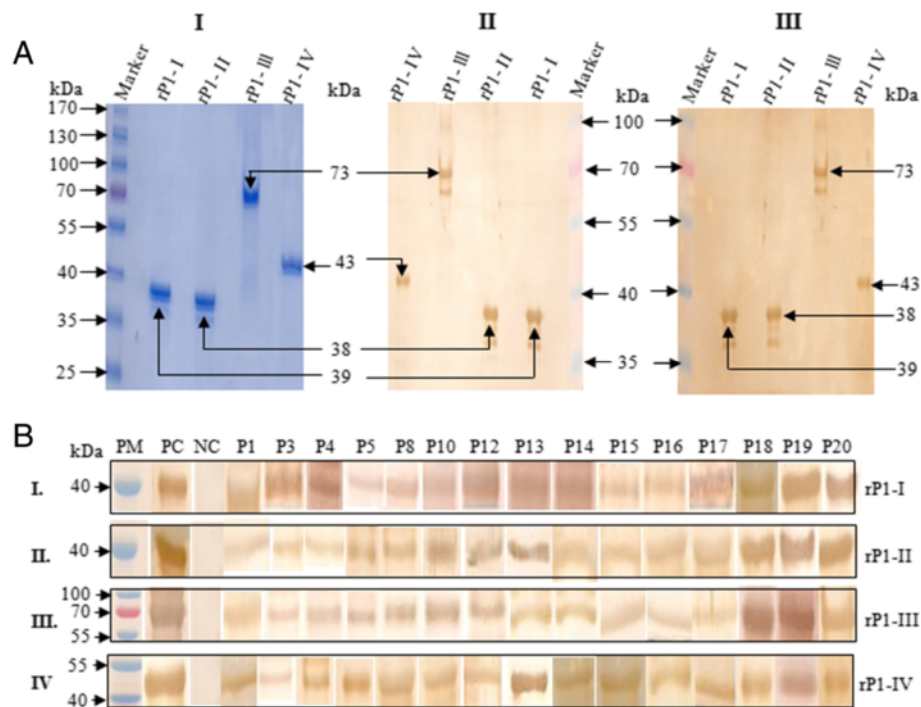 I II III
A
kDa Marker rP1-I rP1-II rP1-III rP1-IV kDa rP1-IV rP1-III rP1-II rP1-I Marker kDa Marker rP1-I rP1-II rP1-III rP1-IV kDa
170
130
100 100
70 73 70 73
55 55
40 43 40 43
35 38 35 38
25 39 39
B
kDa PM PC NC P1 P3 P4 P5 P8 P10 P12 P13 P14 P15 P16 P17 P18 P19 P20
I. 40 rP1-I
II. 40 rP1-II
100
III. 70 rP1-III
55
55
IV rP1-IV
40